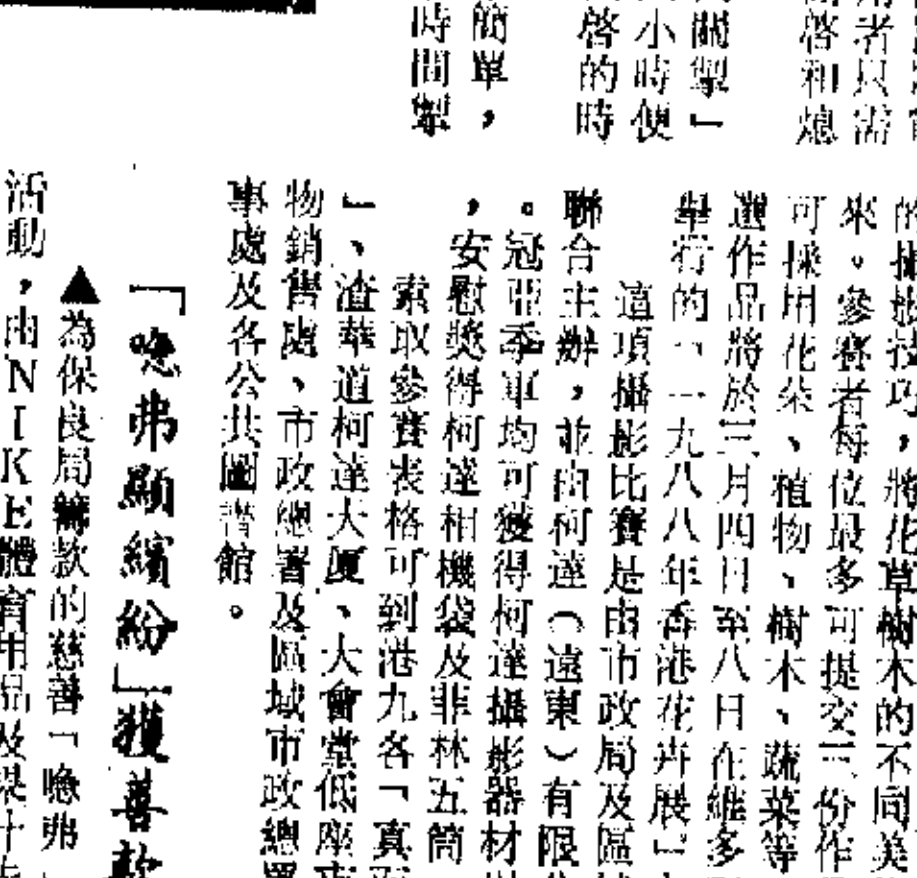 啓和熄
者只需
關掣」
小時便
啓的時
簡單，
時間掣
的攝影技巧，將花草樹木的不同美
來。參賽者每位最多可提交三份作
可採用花朵、植物、樹木、蔬菜等
選作品將於三月四日至八日在維多
舉行的「一九八八年香港花卉展」
這項攝影比賽是由市政局及區
聯合主辦，並由柯達（遠東）有限
。冠亞季軍均可獲得柯達攝影器材
，安慰獎得柯達相機袋及菲林五筒
索取參賽表格可到港九各「真
」、渣華道柯達大厦、大會堂低座
物銷售處、市政總署及區域市政總
事處及各公共圖書館。
「喼弗顯繽紛」獲善款
▲為保良局籌款的慈善「喼弗
活動，由NIKE體育用品及